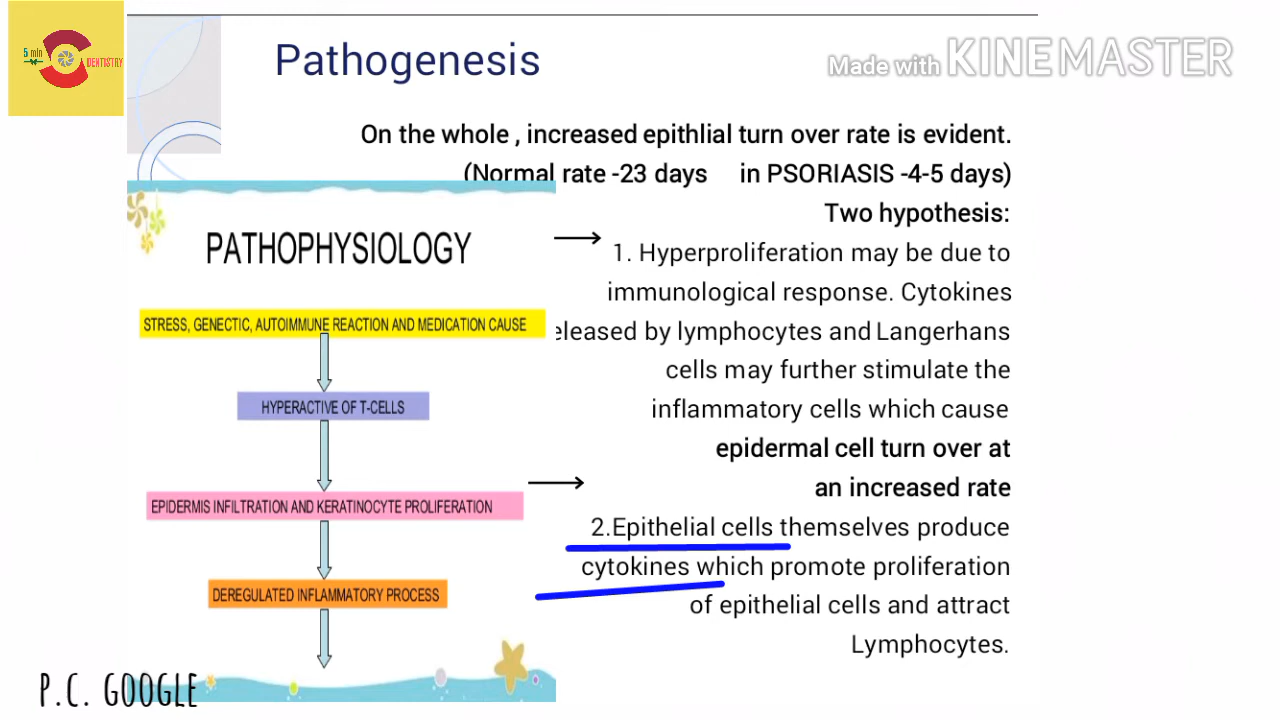 5 min
DENTISTRY
Pathogenesis
Made with KINEMASTER
On the whole , increased epithlial turn over rate is evident.
(Normal rate -23 days in PSORIASIS -4-5 days)
Two hypothesis:
1. Hyperproliferation may be due to
immunological response. Cytokines
eleased by lymphocytes and Langerhans
cells may further stimulate the
inflammatory cells which cause
epidermal cell turn over at
an increased rate
2.Epithelial cells themselves produce
cytokines which promote proliferation
of epithelial cells and attract
Lymphocytes.
PATHOPHYSIOLOGY
STRESS, GENECTIC, AUTOIMMUNE REACTION AND MEDICATION CAUSE
HYPERACTIVE OF T-CELLS
EPIDERMIS INFILTRATION AND KERATINOCYTE PROLIFERATION
DEREGULATED INFLAMMATORY PROCESS
P.C. GOOGLE